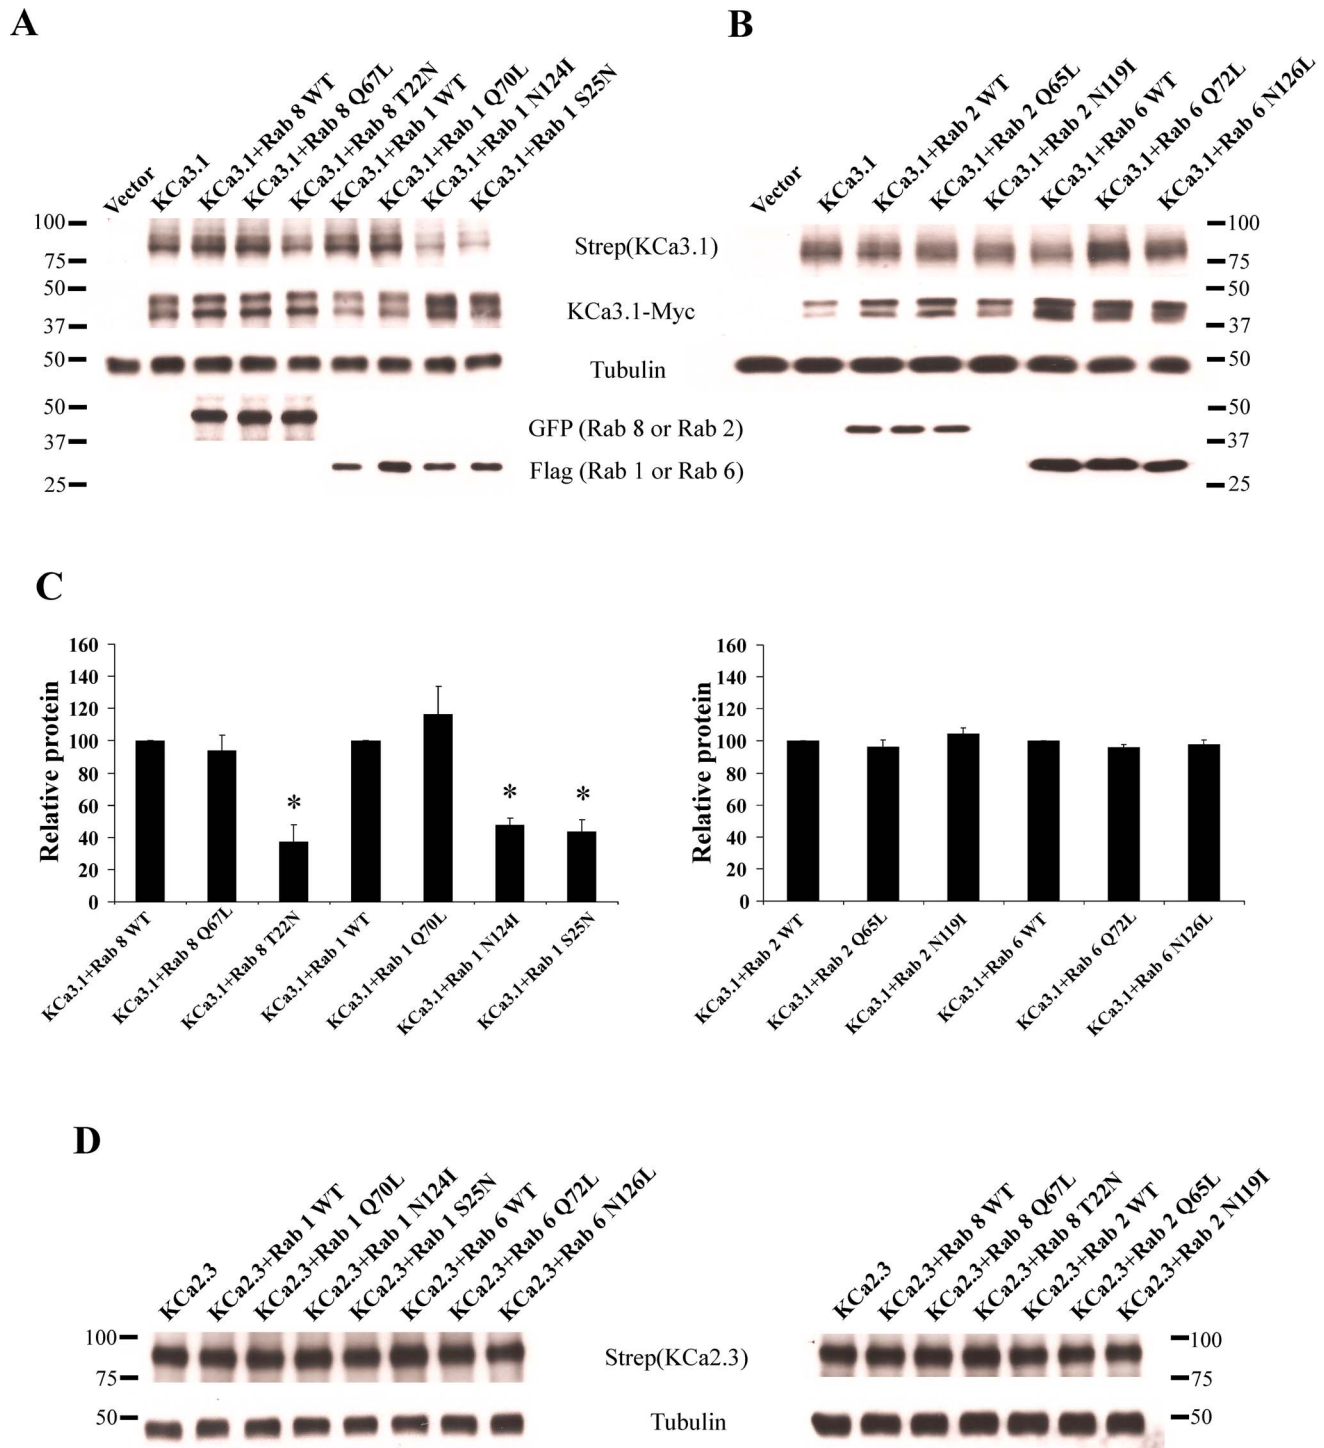 A
Vector
KCa3.1
KCa3.1+Rab 8 WT
KCa3.1+Rab 8 Q67L
KCa3.1+Rab 8 T22N
KCa3.1+Rab 1 WT
KCa3.1+Rab 1 Q70L
KCa3.1+Rab 1 N124I
KCa3.1+Rab 1 S25N
100
75
50
37
50
50
37
25
Strep(KCa3.1)
KCa3.1-Myc
Tubulin
GFP (Rab 8 or Rab 2)
Flag (Rab 1 or Rab 6)
B
Vector
KCa3.1
KCa3.1+Rab 2 WT
KCa3.1+Rab 2 Q65L
KCa3.1+Rab 2 N119I
KCa3.1+Rab 6 WT
KCa3.1+Rab 6 Q72L
KCa3.1+Rab 6 N126L
100
75
50
37
50
50
37
25
C
Relative protein
160
140
120
100
80
60
40
20
0
*
*
*
KCa3.1+Rab 8 WT
KCa3.1+Rab 8 Q67L
KCa3.1+Rab 8 T22N
KCa3.1+Rab 1 WT
KCa3.1+Rab 1 Q70L
KCa3.1+Rab 1 N124I
KCa3.1+Rab 1 S25N
Relative protein
160
140
120
100
80
60
40
20
0
KCa3.1+Rab 2 WT
KCa3.1+Rab 2 Q65L
KCa3.1+Rab 2 N119I
KCa3.1+Rab 6 WT
KCa3.1+Rab 6 Q72L
KCa3.1+Rab 6 N126L
D
KCa2.3
KCa2.3+Rab 1 WT
KCa2.3+Rab 1 Q70L
KCa2.3+Rab 1 N124I
KCa2.3+Rab 1 S25N
KCa2.3+Rab 6 WT
KCa2.3+Rab 6 Q72L
KCa2.3+Rab 6 N126L
100
75
50
Strep(KCa2.3)
Tubulin
KCa2.3
KCa2.3+Rab 8 WT
KCa2.3+Rab 8 Q67L
KCa2.3+Rab 8 T22N
KCa2.3+Rab 2 WT
KCa2.3+Rab 2 Q65L
KCa2.3+Rab 2 N119I
100
75
50